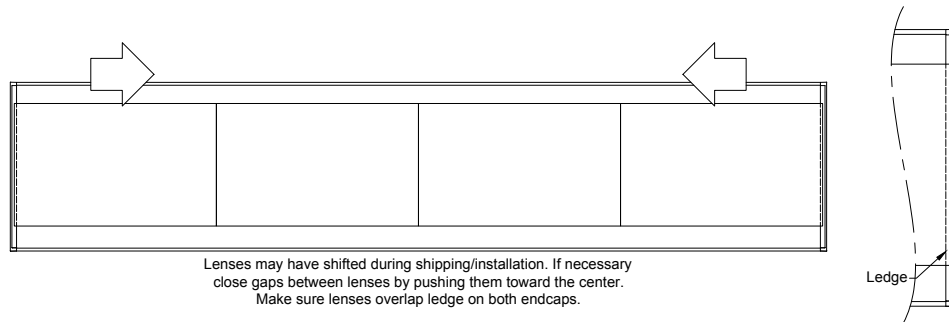 Lenses may have shifted during shipping/installation. If necessary
close gaps between lenses by pushing them toward the center.
Make sure lenses overlap ledge on both endcaps.
Ledge